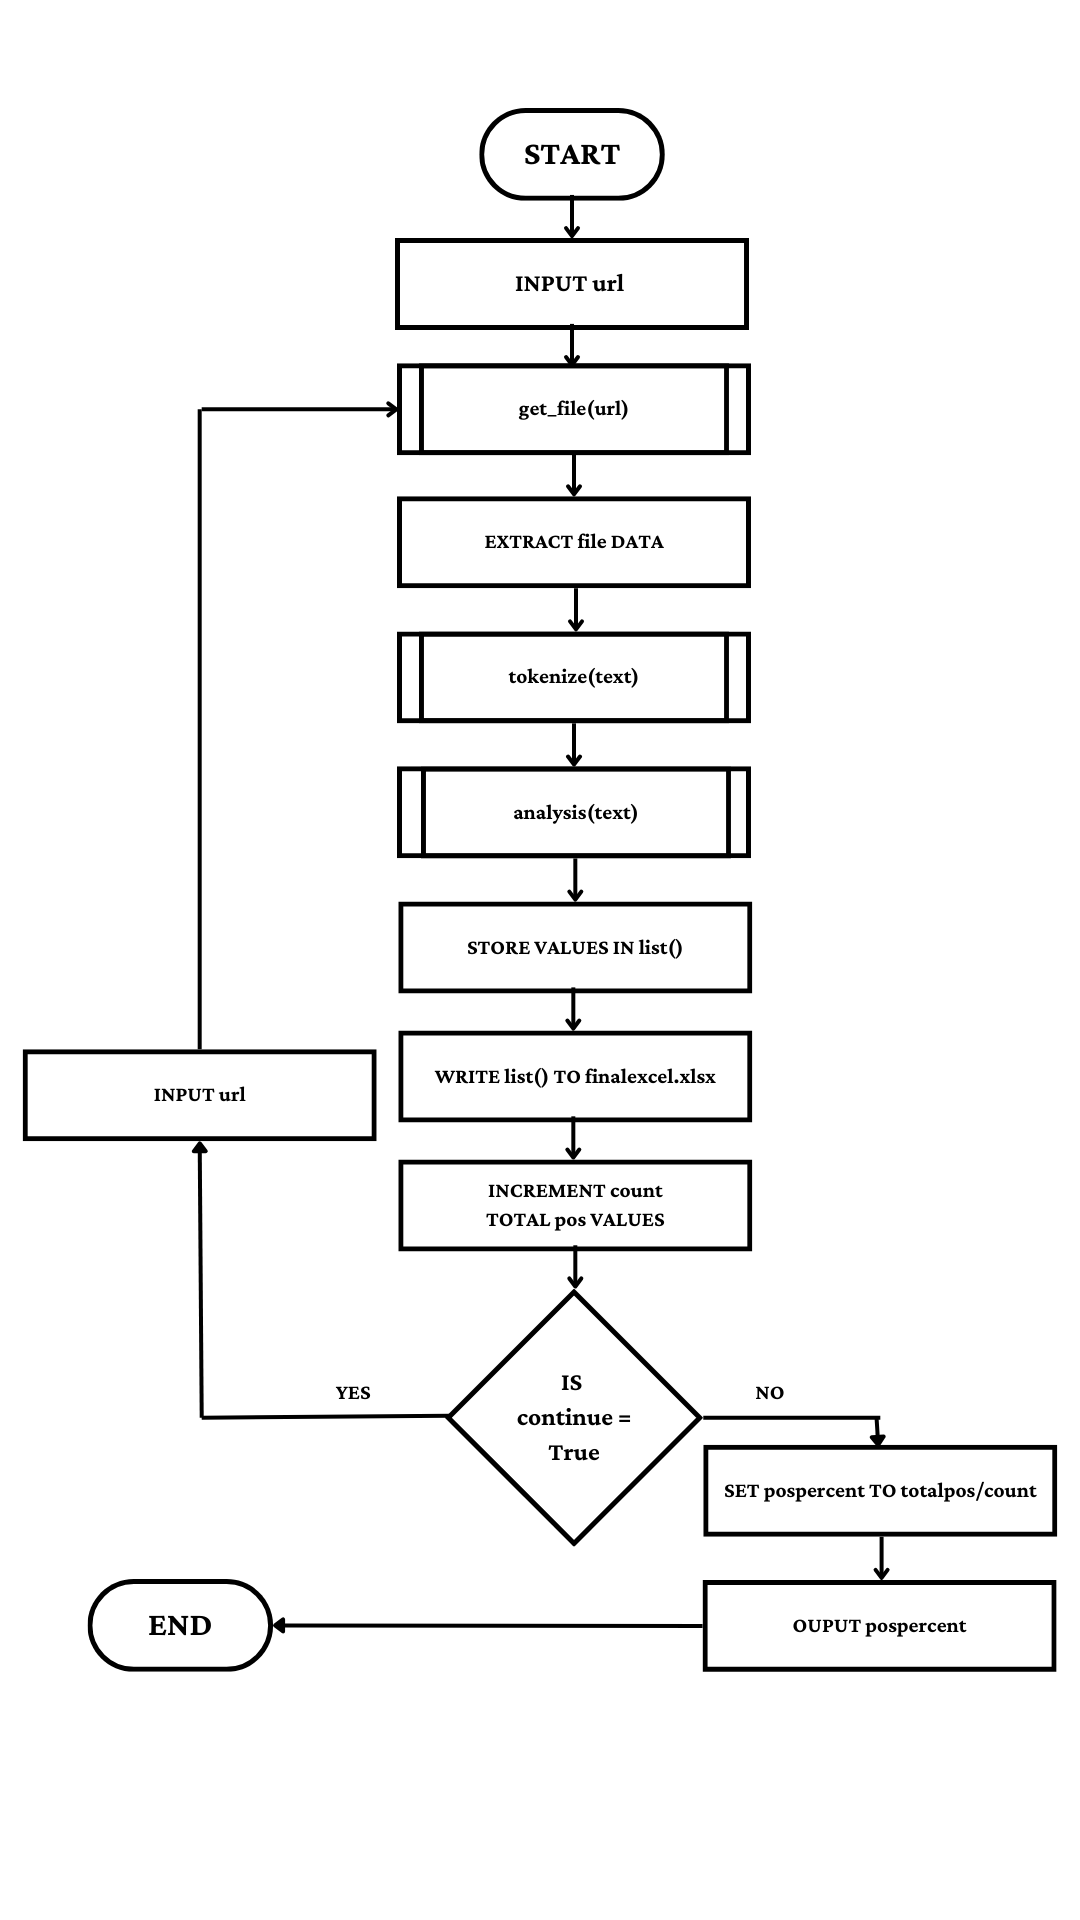 START
INPUT url
get_file(url)
EXTRACT file DATA
tokenize(text)
analysis(text)
STORE VALUES IN list()
WRITE list() TO finalexcel.xlsx
INPUT url
INCREMENT count
TOTAL pos VALUES
IS
continue =
True
YES
NO
SET pospercent TO totalpos/count
OUPUT pospercent
END